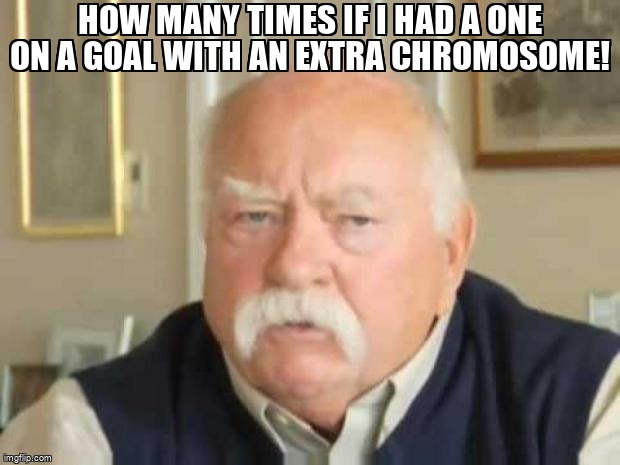 HOW MANY TIMES IF I HAD A ONE
ON A GOAL WITH AN EXTRA CHROMOSOME!
imgflip.com